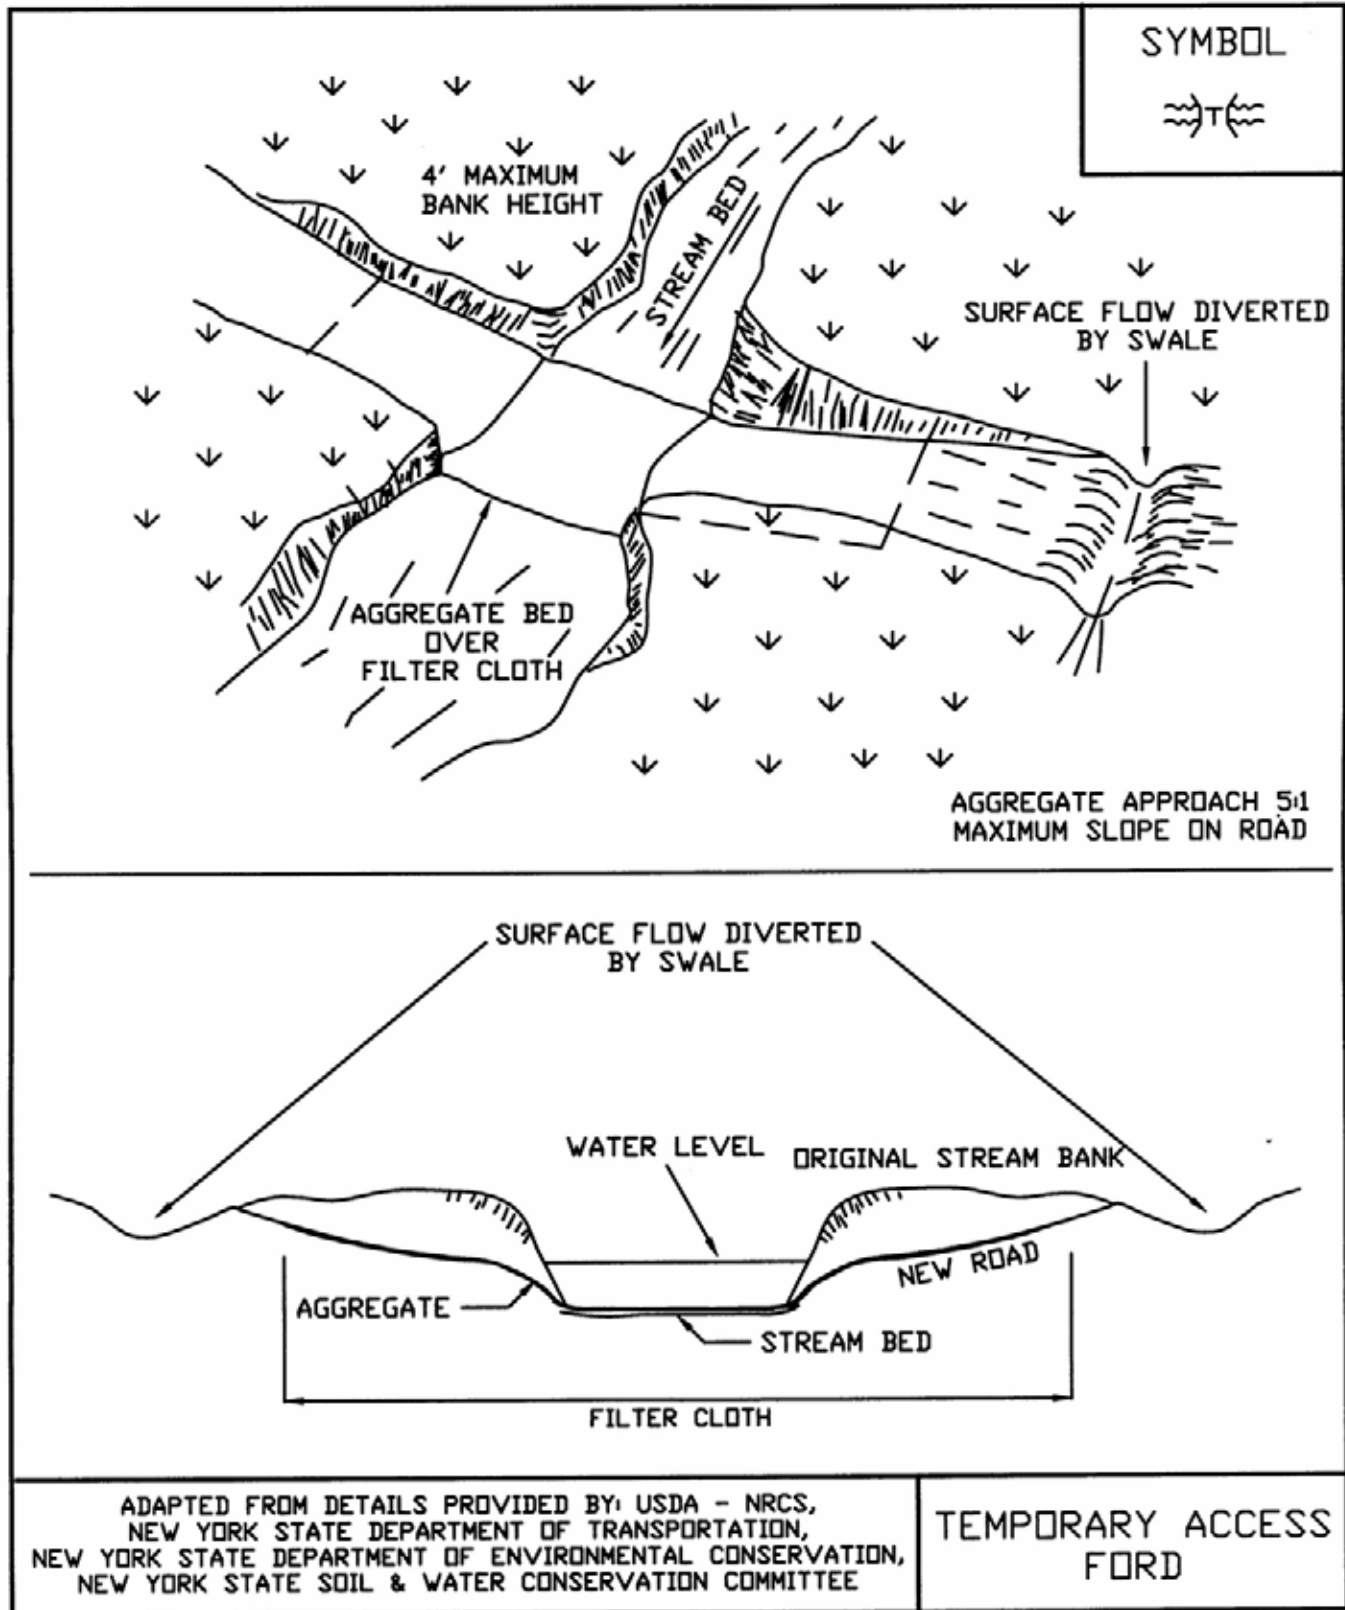 SYMBOL
T
4' MAXIMUM
BANK HEIGHT
STREAM BED
SURFACE FLOW DIVERTED
BY SWALE
AGGREGATE BED
OVER
FILTER CLOTH
AGGREGATE APPROACH 5:1
MAXIMUM SLOPE ON ROAD
SURFACE FLOW DIVERTED
BY SWALE
WATER LEVEL
ORIGINAL STREAM BANK
NEW ROAD
AGGREGATE
STREAM BED
FILTER CLOTH
ADAPTED FROM DETAILS PROVIDED BY: USDA - NRCS,
NEW YORK STATE DEPARTMENT OF TRANSPORTATION,
NEW YORK STATE DEPARTMENT OF ENVIRONMENTAL CONSERVATION,
NEW YORK STATE SOIL & WATER CONSERVATION COMMITTEE
TEMPORARY ACCESS
FORD